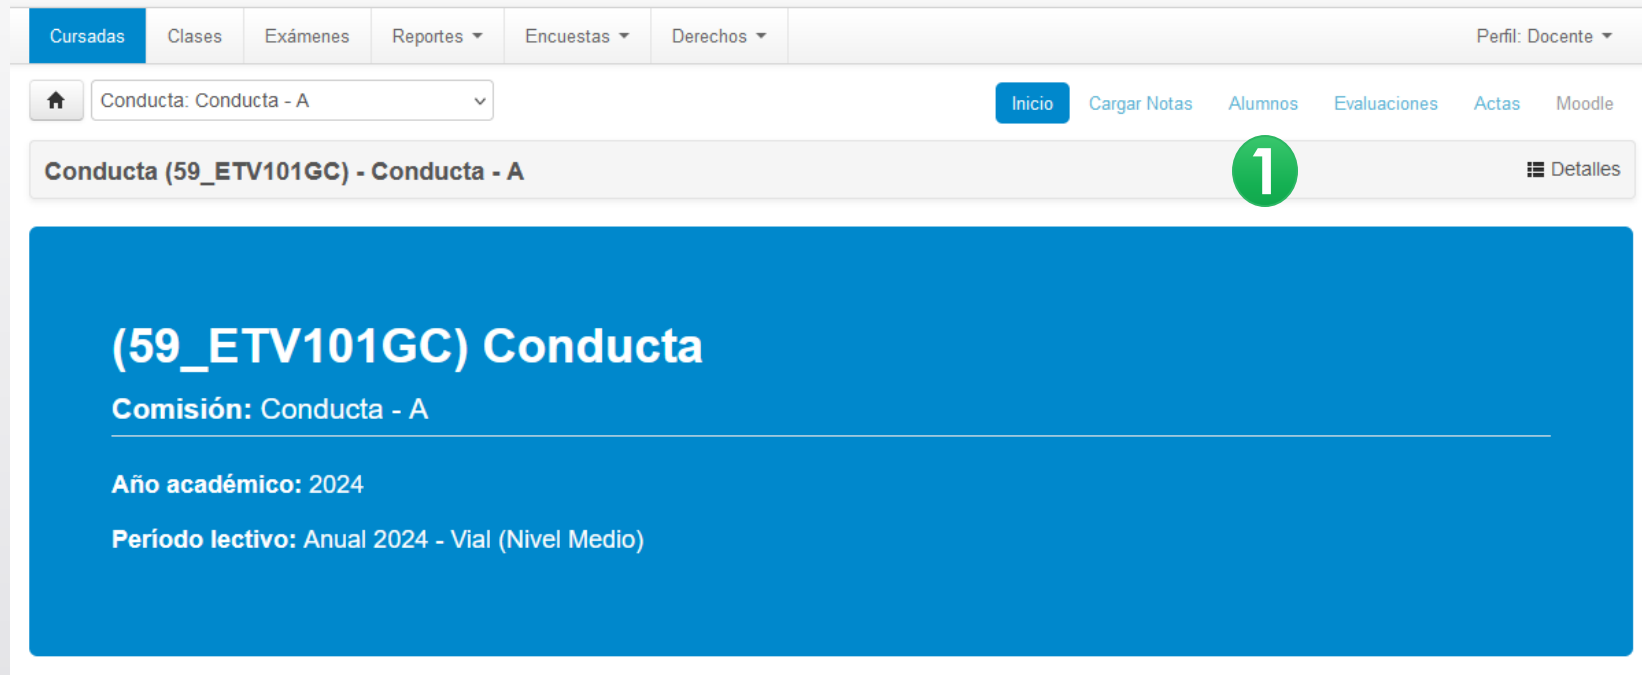 Cursadas Clases Exámenes Reportes Encuestas Derechos Perfil: Docente
Conducta: Conducta - A Inicio Cargar Notas Alumnos Evaluaciones Actas Moodle
Conducta (59_ETV101GC) - Conducta - A 1 Detalles
(59_ETV101GC) Conducta
Comisión: Conducta - A
Año académico: 2024
Período lectivo: Anual 2024 - Vial (Nivel Medio)